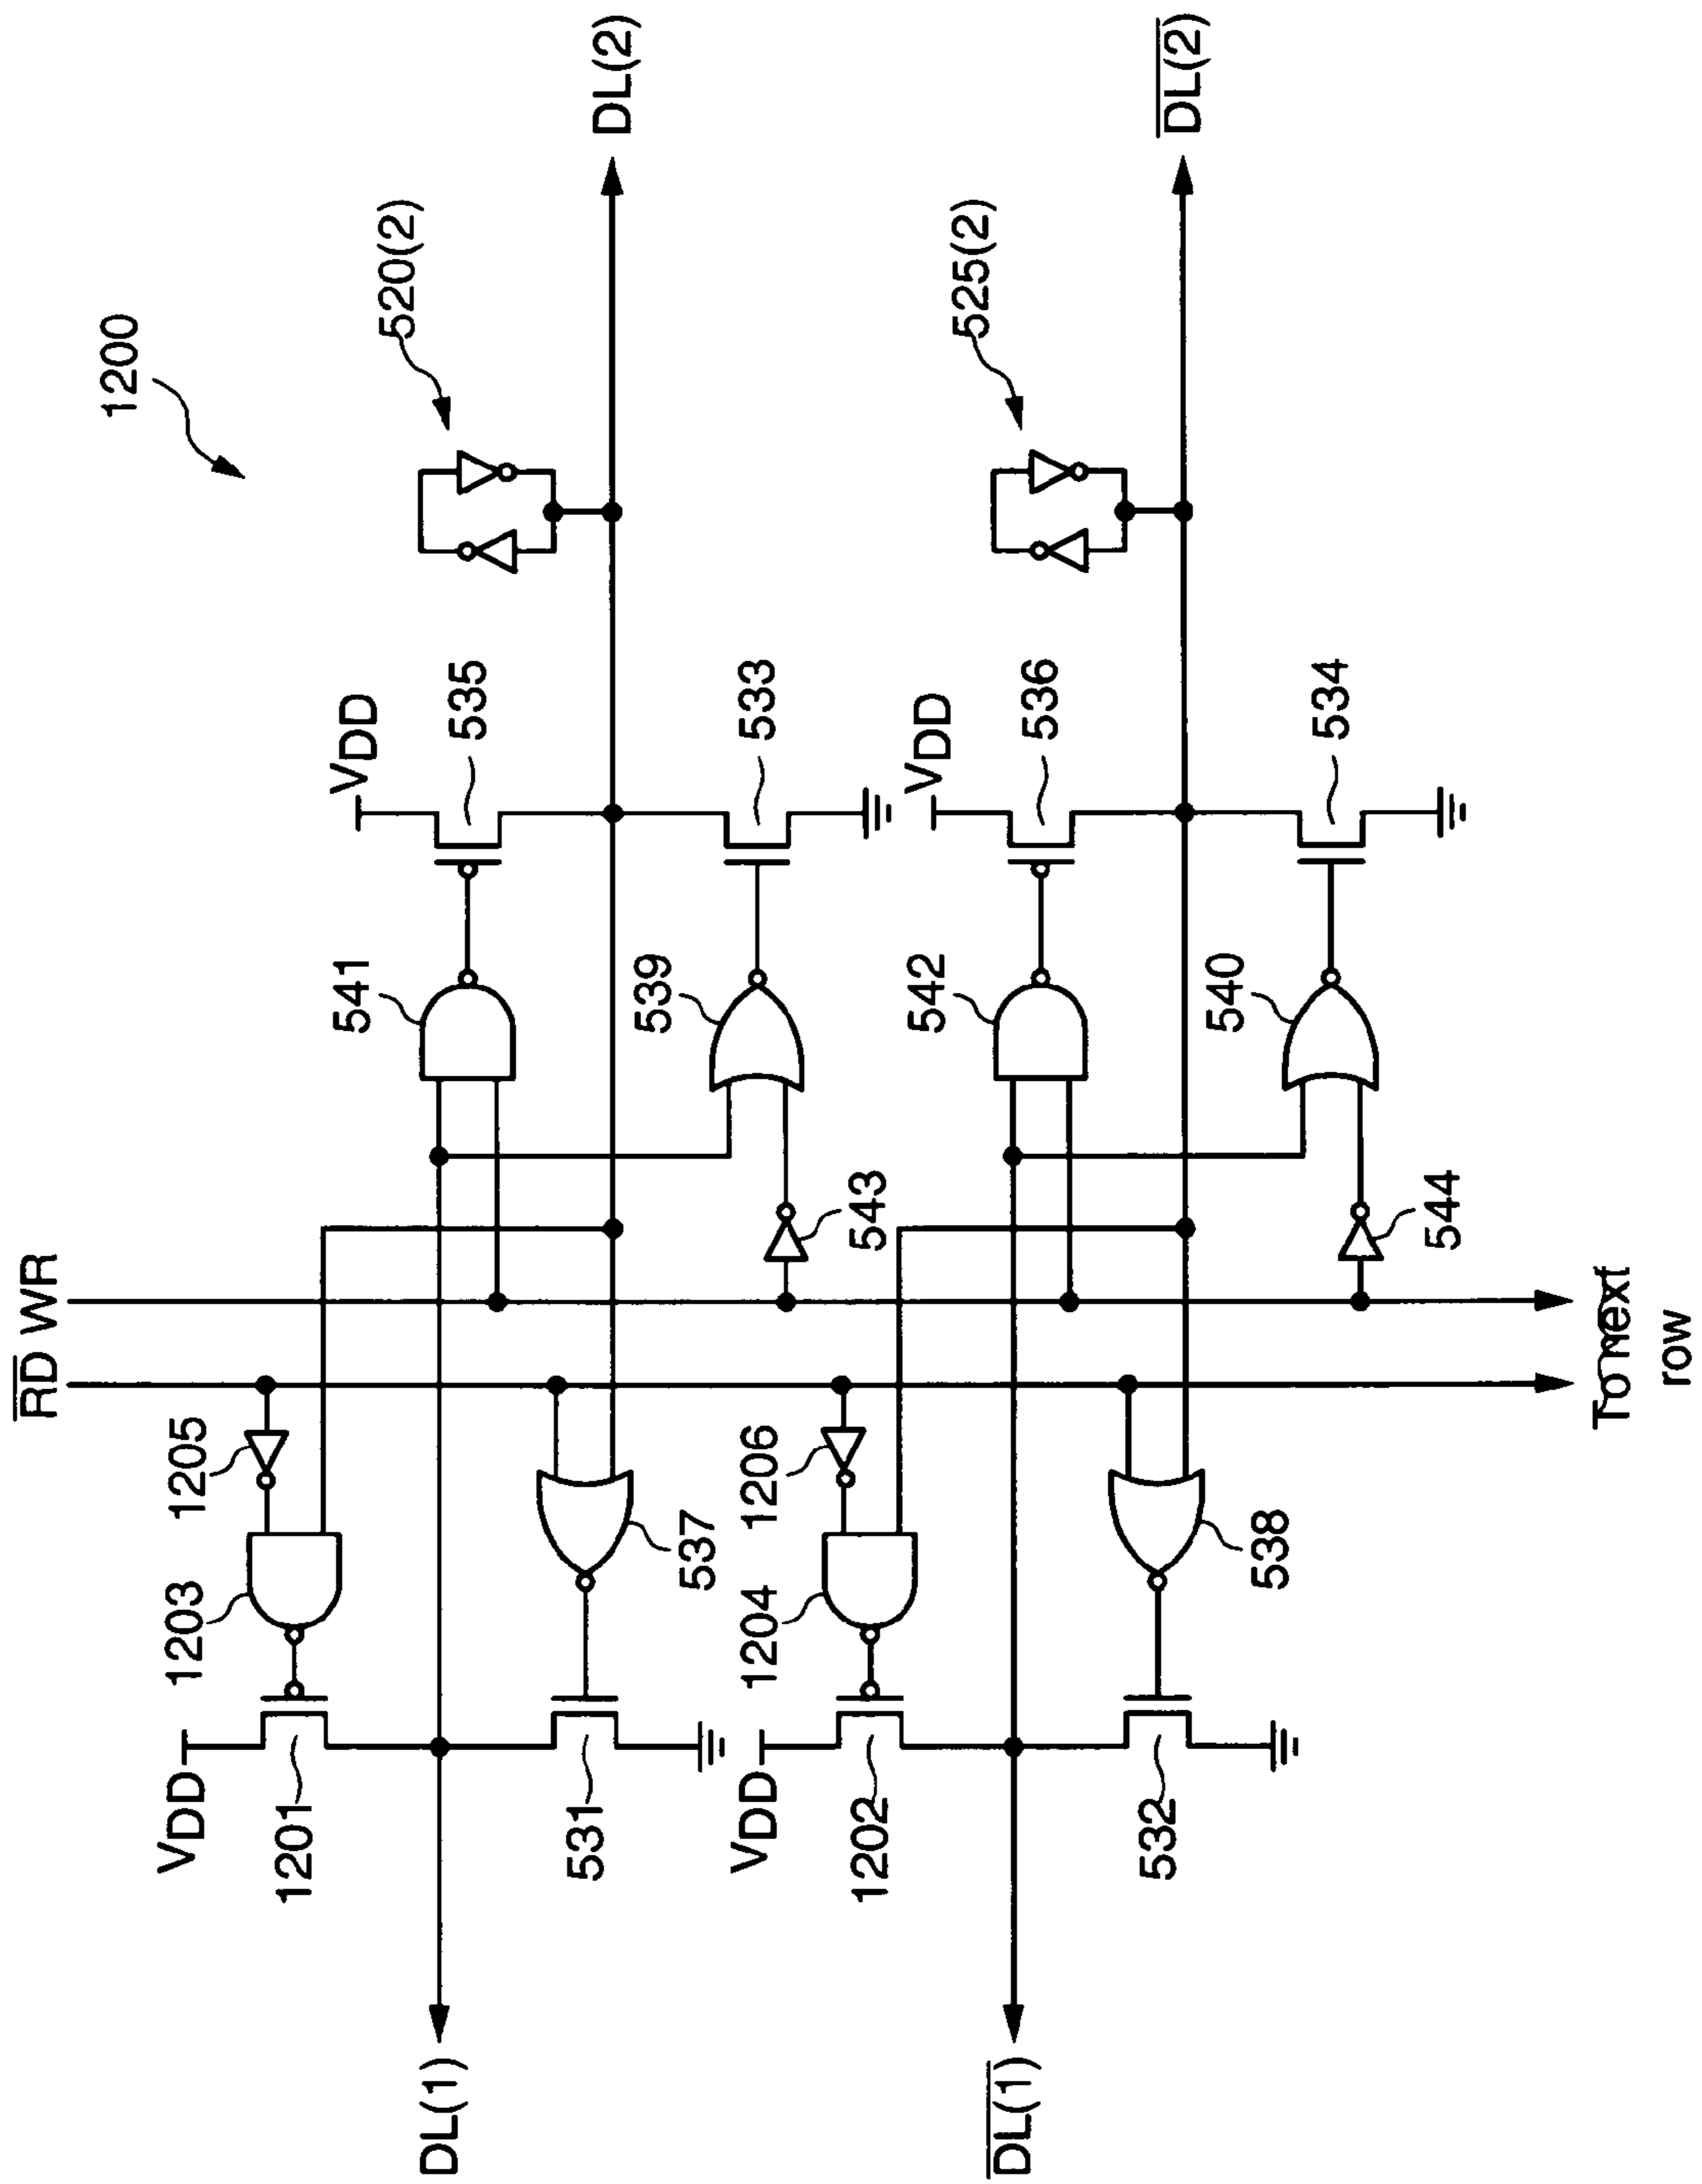 1200
RD WR
DL(2)
520(2)
VDD
535
541
1205
1203
VDD
1201
533
539
543
537
531
DL(1)
DL(2)
525(2)
VDD
536
542
1206
1204
VDD
1202
534
540
544
538
532
DL(1)
To next
row